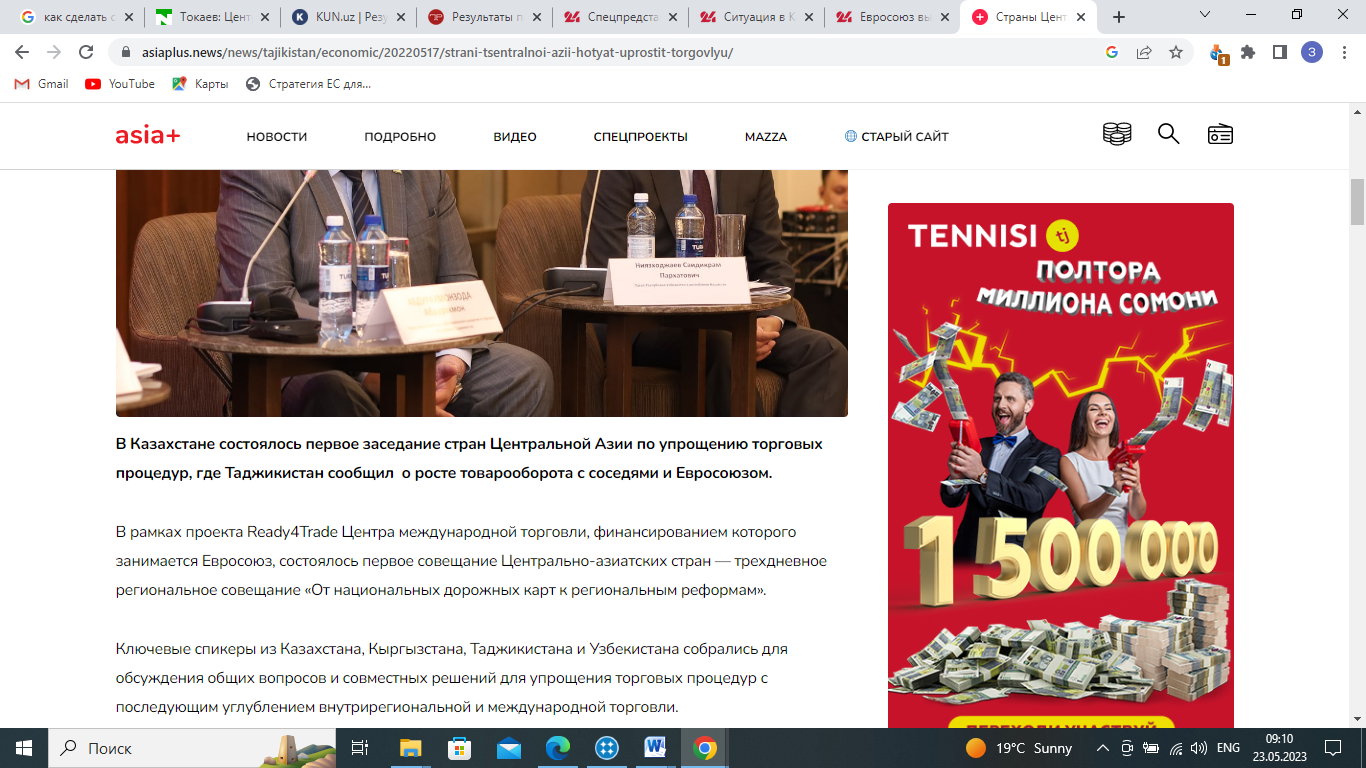 как сделать с
Токаев: Цент
KUN.uz | Резу
Результаты п
Спецпредста
Ситуация в К
Евросоюз вы
Страны Цент
asiaplus.news/news/tajikistan/economic/20220517/strani-tsentralnoi-azii-hotyat-uprostit-torgovlyu/
1
З
Gmail
YouTube
Карты
Стратегия ЕС для...
asia+
НОВОСТИ
ПОДРОБНО
ВИДЕО
СПЕЦПРОЕКТЫ
MAZZA
СТАРЫЙ САЙТ
Ниязходжаев Саидикрам
Пархатович
TENNISI tj
ПОЛТОРА
МИЛЛИОНА СОМОНИ
1500000
ПЕРЕХОДИ УЧАСТВУЙ
В Казахстане состоялось первое заседание стран Центральной Азии по упрощению торговых
процедур, где Таджикистан сообщил о росте товарооборота с соседями и Евросоюзом.
В рамках проекта Ready4Trade Центра международной торговли, финансированием которого
занимается Евросоюз, состоялось первое совещание Центрально-азиатских стран — трехдневное
региональное совещание «От национальных дорожных карт к региональным реформам».
Ключевые спикеры из Казахстана, Кыргызстана, Таджикистана и Узбекистана собрались для
обсуждения общих вопросов и совместных решений для упрощения торговых процедур с
последующим углублением внутрирегиональной и международной торговли.
Поиск
19°C Sunny
ENG
09:10
23.05.2023